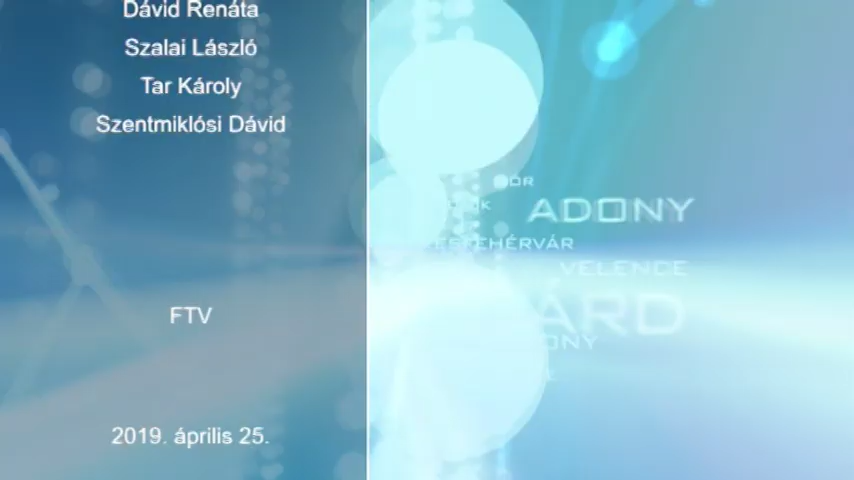 Dávid Renáta
Szalai László
Tar Károly
Szentmiklósi Dávid
FTV
2019. április 25.
ADONY
VELENCE